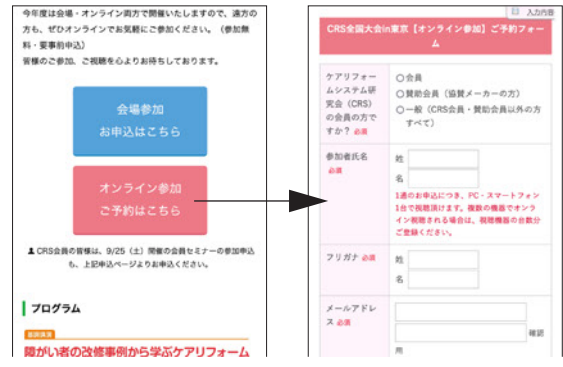 今年度は会場・オンライン両方で開催いたしますので、遠方の
方も、ぜひオンラインでお気軽にご参加ください。（参加無
料・要事前申込）
皆様のご参加、ご視聴を心よりお待ちしております。
会場参加
お申込はこちら
オンライン参加
ご予約はこちら
CRS会員の皆様は、9/25（土）開催の会員セミナーの参加申込
も、上記申込ページよりお申込ください。
プログラム
基調講演
障がい者の改修事例から学ぶケアリフォーム
入力内容
CRS全国大会in東京【オンライン参加】ご予約フォー
ム
ケアリフォー
ムシステム研
究会（CRS）
の会員の方で
すか？ 必須
会員
賛助会員（協賛メーカーの方）
一般（CRS会員・賛助会員以外の方
すべて）
参加者氏名
必須
姓
名
1通のお申込につき、PC・スマートフォン
1台で視聴頂けます。複数の機器でオンラ
イン視聴される場合は、視聴機器の台数分
ご登録ください。
フリガナ 必須
姓
名
メールアドレ
ス 必須
確認
用